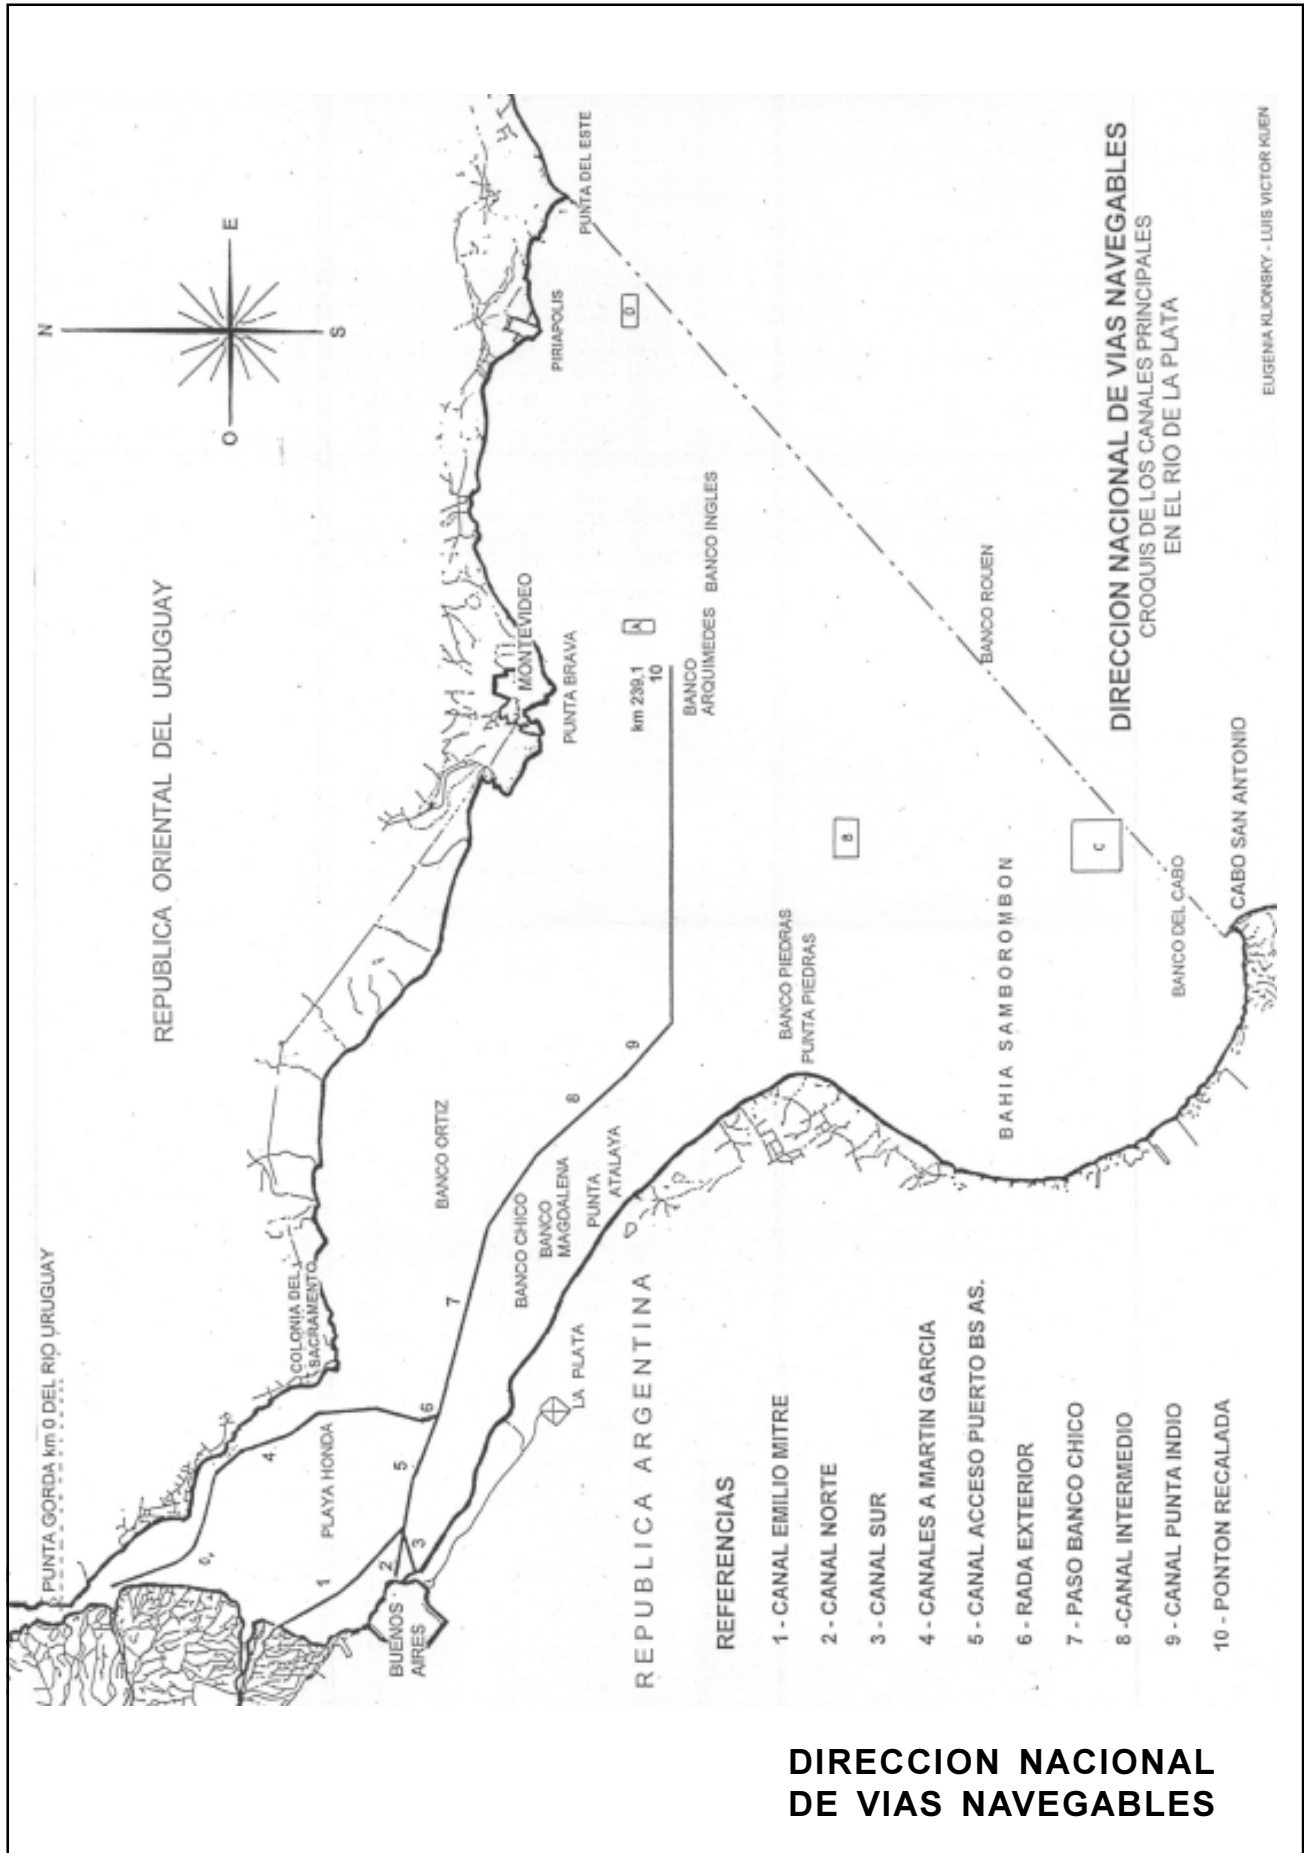 N
E
S
O
REPUBLICA ORIENTAL DEL URUGUAY
PUNTA GORDA km 0 DEL RIO URUGUAY
COLONIA DEL
SACRAMENTO
MONTEVIDEO
PUNTA BRAVA
PIRIAPOLIS
PUNTA DEL ESTE
D
A
km 239,1
10
BANCO
ARQUIMEDES
BANCO INGLES
4
PLAYA HONDA
1
2
3
5
6
7
8
9
BANCO ORTIZ
BANCO CHICO
BANCO
MAGDALENA
PUNTA
ATALAYA
BUENOS
AIRES
LA PLATA
BANCO PIEDRAS
PUNTA PIEDRAS
B
BANCO ROUEN
BAHIA SAMBOROMBON
C
BANCO DEL CABO
CABO SAN ANTONIO
REPUBLICA ARGENTINA
REFERENCIAS
1 - CANAL EMILIO MITRE
2 - CANAL NORTE
3 - CANAL SUR
4 - CANALES A MARTIN GARCIA
5 - CANAL ACCESO PUERTO BS AS.
6 - RADA EXTERIOR
7 - PASO BANCO CHICO
8 -CANAL INTERMEDIO
9 - CANAL PUNTA INDIO
10 - PONTON RECALADA
DIRECCION NACIONAL DE VIAS NAVEGABLES
CROQUIS DE LOS CANALES PRINCIPALES
EN EL RIO DE LA PLATA
EUGENIA KLIONSKY - LUIS VICTOR KUEN
DIRECCION NACIONAL
DE VIAS NAVEGABLES